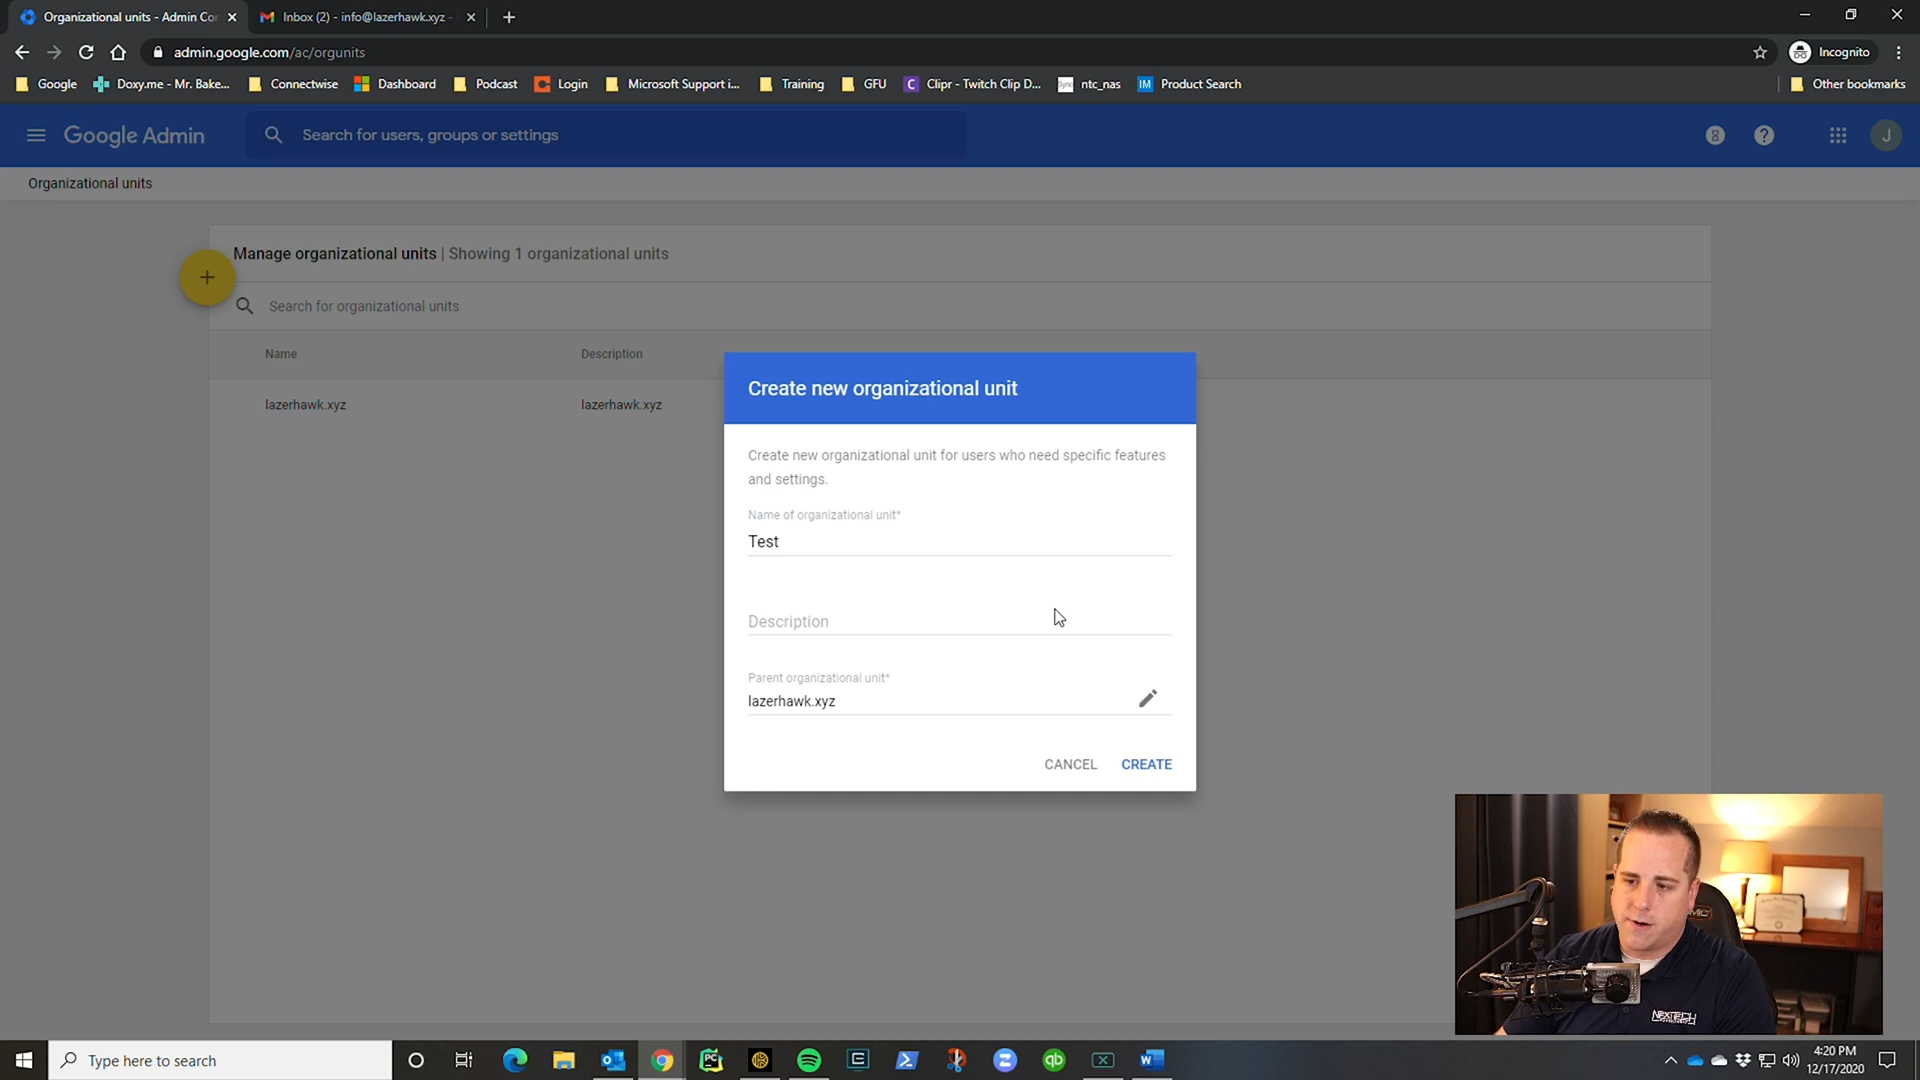 Organizational units - Admin Con
Inbox (2) - info@lazerhawk.xyz -
admin.google.com/ac/orgunits
Incognito
Google
Doxy.me - Mr. Bake...
Connectwise
Dashboard
Podcast
Login
Microsoft Support i...
Training
GFU
C
Clipr - Twitch Clip D...
ntc_nas
IM
Product Search
Other bookmarks
Google Admin
Search for users, groups or settings
J
Organizational units
Manage organizational units | Showing 1 organizational units
Search for organizational units
Name
Description
lazerhawk.xyz
lazerhawk.xyz
Create new organizational unit
Create new organizational unit for users who need specific features
and settings.
Name of organizational unit*
Test
Description
Parent organizational unit*
lazerhawk.xyz
CANCEL
CREATE
NEXTECH
Type here to search
PC
qb
W
4:20 PM
12/17/2020